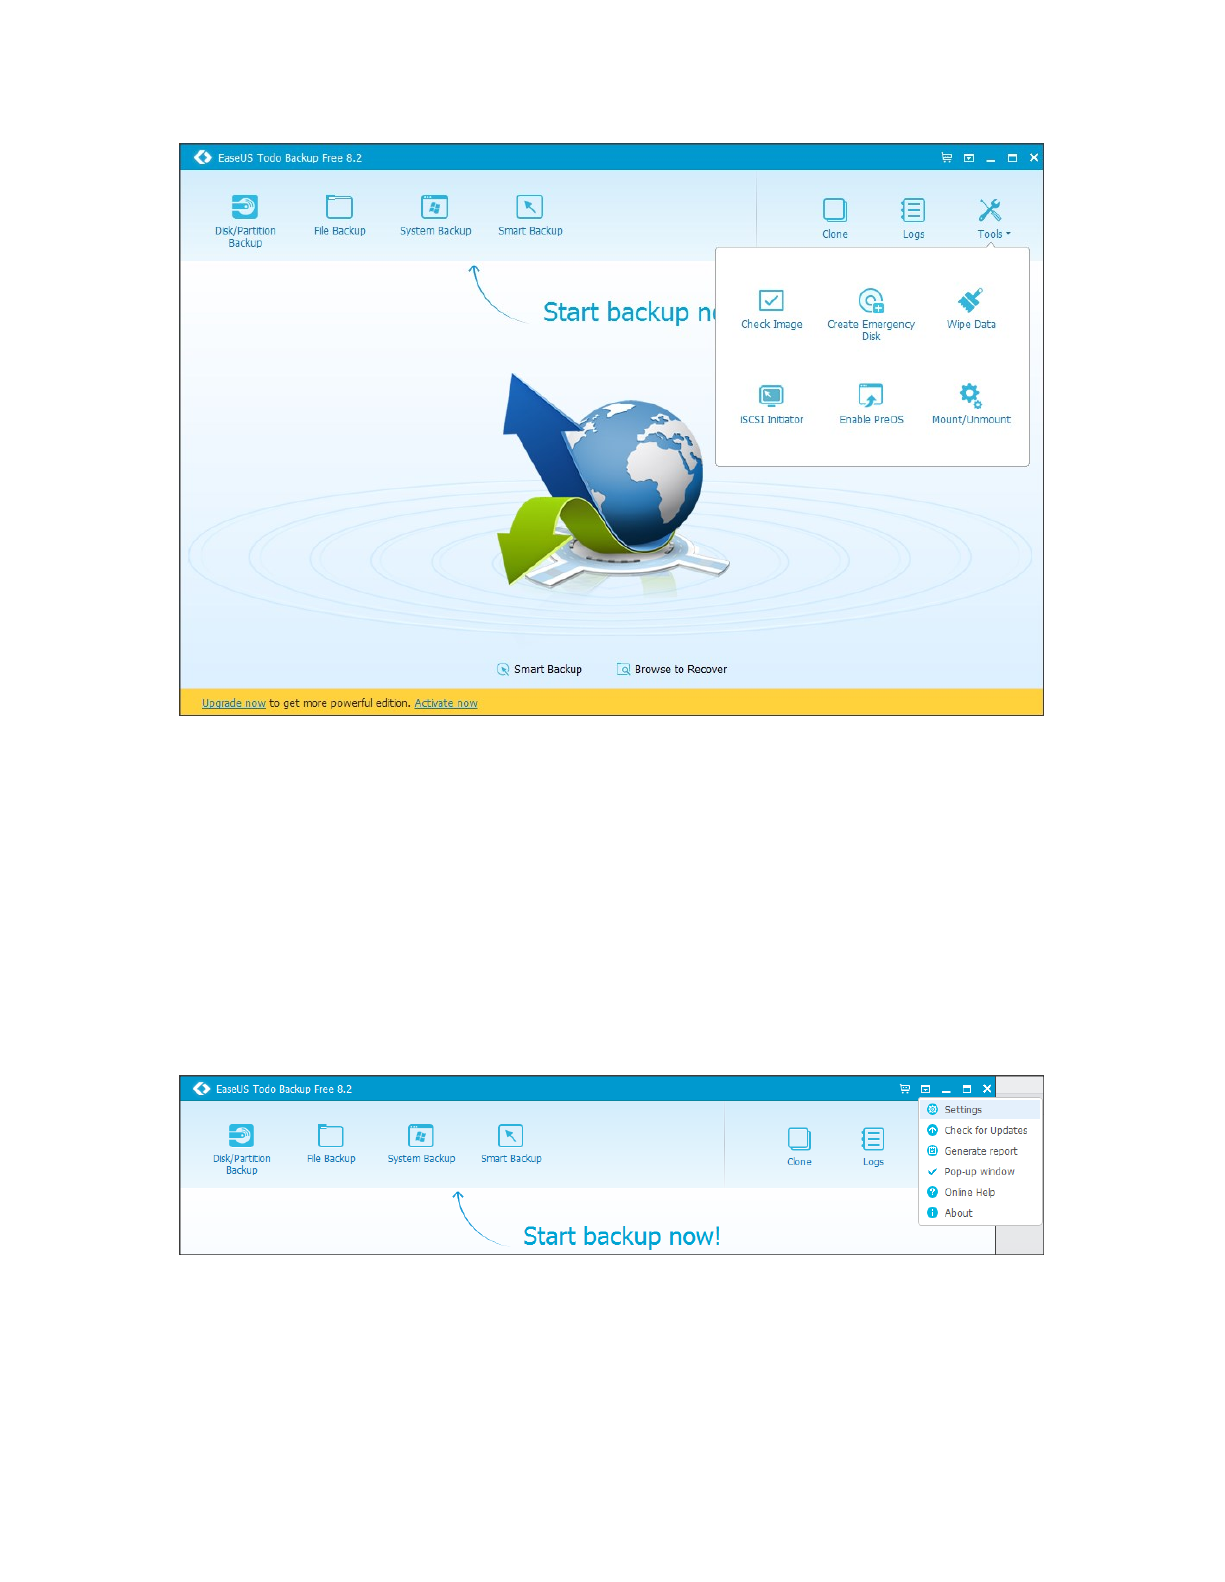 EaseUS Todo Backup Free 8.2
Disk/Partition
Backup
File Backup
System Backup
Smart Backup
Clone
Logs
Tools
Start backup
Check Image
Create Emergency
Disk
Wipe Data
iSCSI Initiator
Enable PreOS
Mount/Unmount
Smart Backup
Browse to Recover
Upgrade now to get more powerful edition. Activate now
EaseUS Todo Backup Free 8.2
Disk/Partition
Backup
File Backup
System Backup
Smart Backup
Clone
Logs
Settings
Check for Updates
Generate report
Pop-up window
Online Help
About
Start backup now!